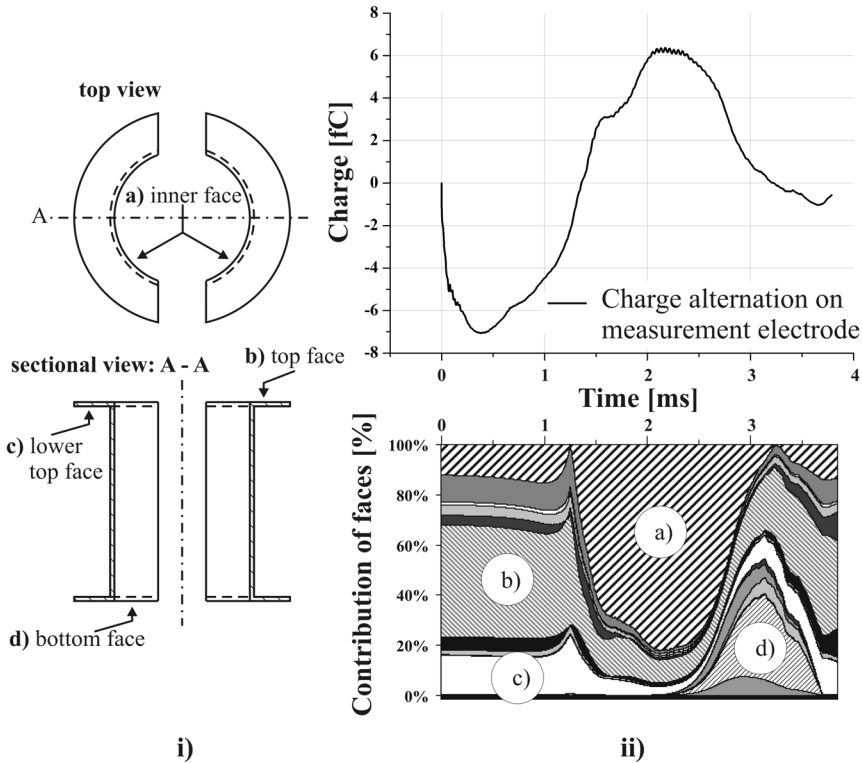 top view
a) inner face
A
sectional view: A - A
b) top face
c) lower
top face
d) bottom face
i)
Charge [fC]
8
6
4
2
0
-2
-4
-6
-8
Charge alternation on
measurement electrode
0 1 2 3 4
Time [ms]
0 1 2 3
Contribution of faces [%]
100%
80%
60%
40%
20%
0%
a)
b)
c)
d)
ii)